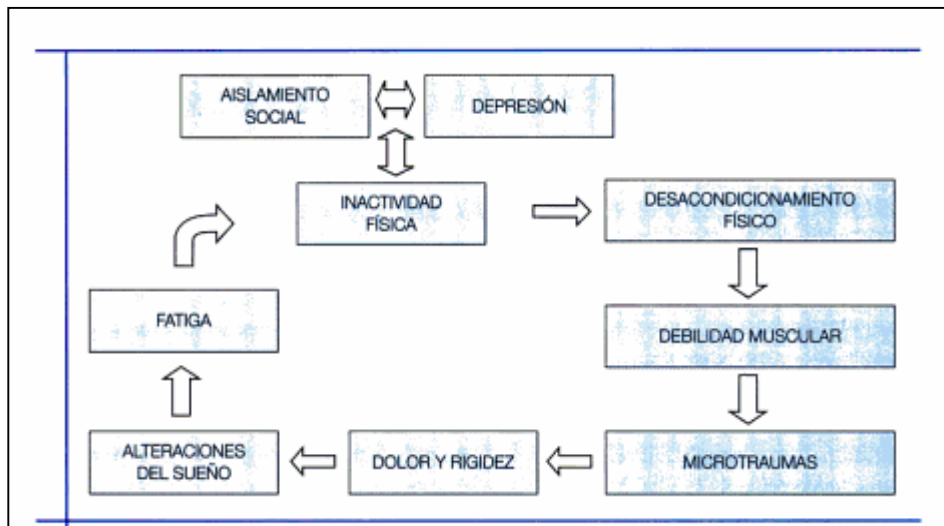 AISLAMIENTO
SOCIAL
DEPRESIÓN
INACTIVIDAD
FÍSICA
DESACONDICIONAMIENTO
FÍSICO
FATIGA
DEBILIDAD MUSCULAR
ALTERACIONES
DEL SUEÑO
DOLOR Y RIGIDEZ
MICROTRAUMAS